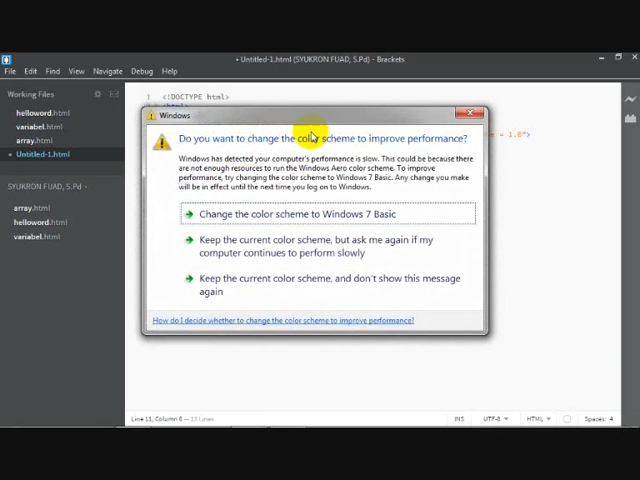 • Untitled-1.html (SYUKRON FUAD, S.Pd) - Brackets
File Edit Find View Navigate Debug Help
Working Files
helloword.html
variabel.html
array.html
• Untitled-1.html
SYUKRON FUAD, S.Pd
array.html
helloword.html
variabel.html
1 <!DOCTYPE html>
<html>
= 1.0">
Windows
Do you want to change the color scheme to improve performance?
Windows has detected your computer's performance is slow. This could be because there
are not enough resources to run the Windows Aero color scheme. To improve
performance, try changing the color scheme to Windows 7 Basic. Any change you make
will be in effect until the next time you log on to Windows.
Change the color scheme to Windows 7 Basic
Keep the current color scheme, but ask me again if my
computer continues to perform slowly
Keep the current color scheme, and don't show this message
again
How do I decide whether to change the color scheme to improve performance?
Line 11, Column 6 — 13 Lines
INS UTF-8 HTML Spaces: 4